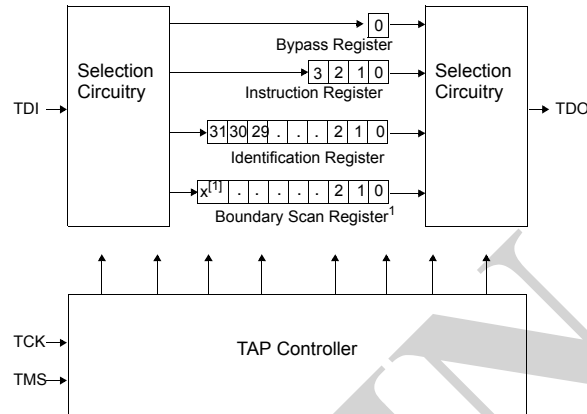 0
Bypass Register
Selection
Circuitry
3 2 1 0
Selection
Circuitry
Instruction Register
TDI
TDO
31 30 29 . . . 2 1 0
Identification Register
x[1] . . . . . 2 1 0
Boundary Scan Register1
TCK
TAP Controller
TMS